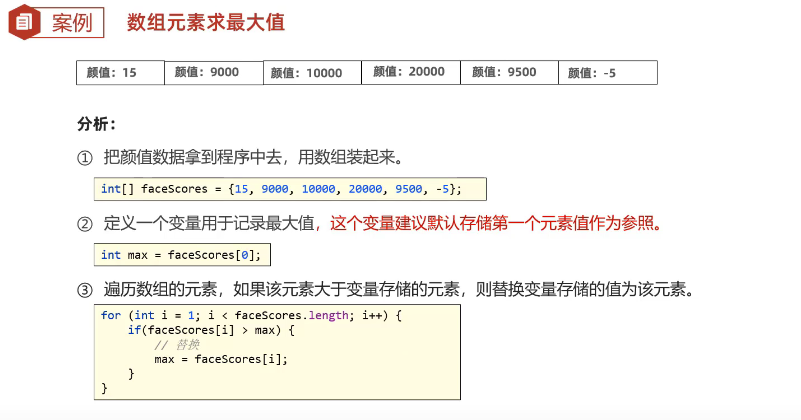 案例 数组元素求最大值
颜值：15 颜值：9000 颜值：10000 颜值：20000 颜值：9500 颜值：-5
分析：
① 把颜值数据拿到程序中去，用数组装起来。
int[] faceScores = {15, 9000, 10000, 20000, 9500, -5};
② 定义一个变量用于记录最大值，这个变量建议默认存储第一个元素值作为参照。
int max = faceScores[0];
③ 遍历数组的元素，如果该元素大于变量存储的元素，则替换变量存储的值为该元素。
for (int i = 1; i < faceScores.length; i++) {
    if(faceScores[i] > max) {
        // 替换
        max = faceScores[i];
    }
}